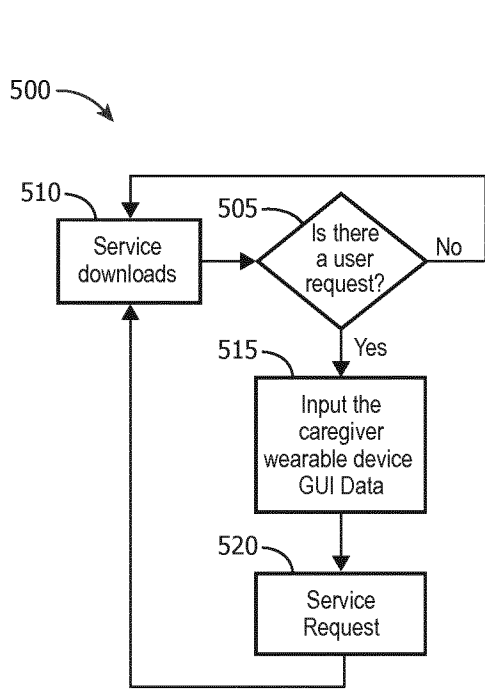 500
510
505
Service
downloads
Is there
a user
request?
No
Yes
515
Input the
caregiver
wearable device
GUI Data
520
Service
Request